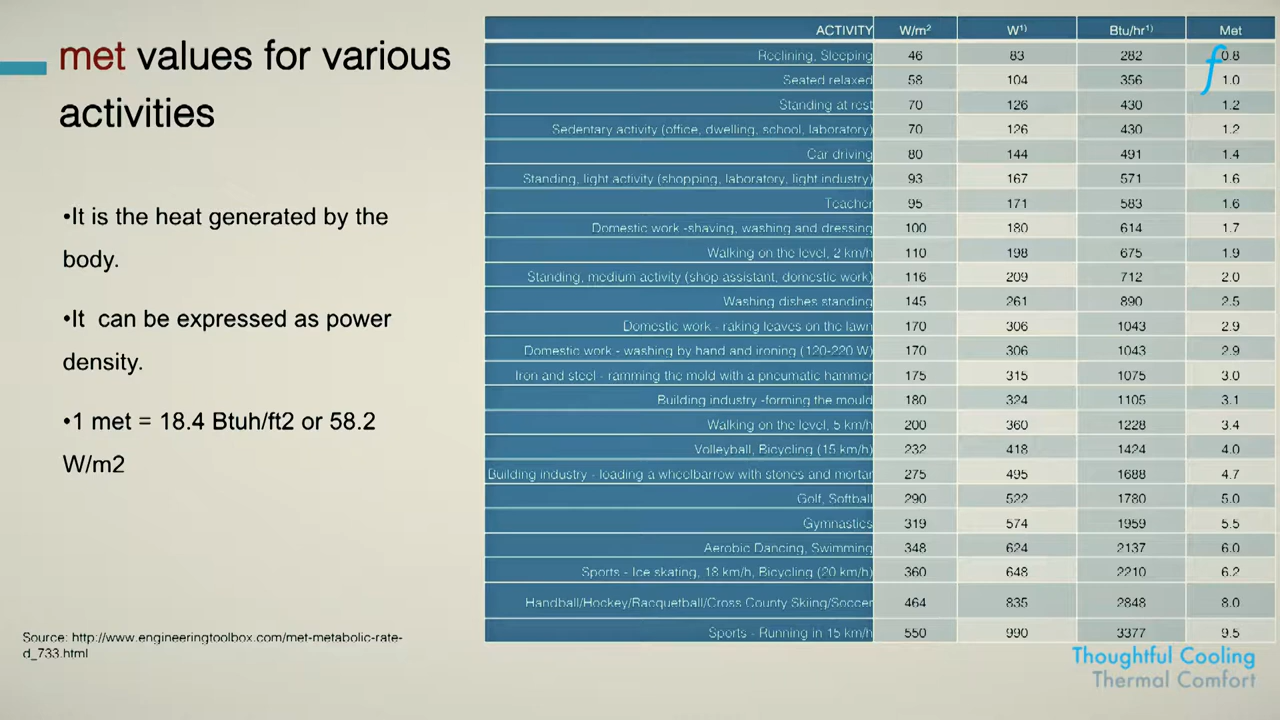 met values for various
activities
•It is the heat generated by the
body.
•It can be expressed as power
density.
•1 met = 18.4 Btuh/ft2 or 58.2
W/m2
Source: http://www.engineeringtoolbox.com/met-metabolic-rate-
d_733.html
ACTIVITY W/m² W¹⁾ Btu/hr¹⁾ Met
Reclining, Sleeping 46 83 282 0.8
Seated relaxed 58 104 356 1.0
Standing at rest 70 126 430 1.2
Sedentary activity (office, dwelling, school, laboratory) 70 126 430 1.2
Car driving 80 144 491 1.4
Standing, light activity (shopping, laboratory, light industry) 93 167 571 1.6
Teacher 95 171 583 1.6
Domestic work -shaving, washing and dressing 100 180 614 1.7
Walking on the level, 2 km/h 110 198 675 1.9
Standing, medium activity (shop assistant, domestic work) 116 209 712 2.0
Washing dishes standing 145 261 890 2.5
Domestic work - raking leaves on the lawn 170 306 1043 2.9
Domestic work - washing by hand and ironing (120-220 W) 170 306 1043 2.9
Iron and steel - ramming the mold with a pneumatic hammer 175 315 1075 3.0
Building industry -forming the mould 180 324 1105 3.1
Walking on the level, 5 km/h 200 360 1228 3.4
Volleyball, Bicycling (15 km/h) 232 418 1424 4.0
Building industry - loading a wheelbarrow with stones and mortar 275 495 1688 4.7
Golf, Softball 290 522 1780 5.0
Gymnastics 319 574 1959 5.5
Aerobic Dancing, Swimming 348 624 2137 6.0
Sports - Ice skating, 18 km/h, Bicycling (20 km/h) 360 648 2210 6.2
Handball/Hockey/Racquetball/Cross County Skiing/Soccer 464 835 2848 8.0
Sports - Running in 15 km/h 550 990 3377 9.5
f
Thoughtful Cooling
Thermal Comfort